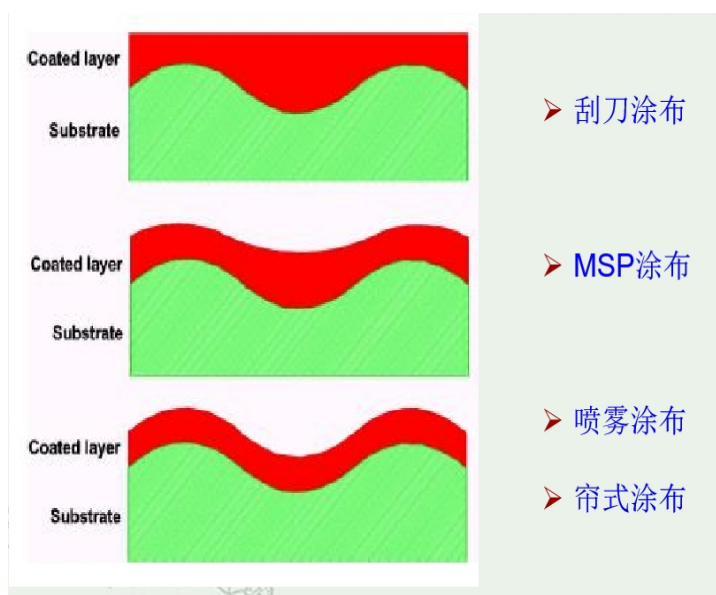 Coated layer
Substrate
刮刀涂布
Coated layer
Substrate
MSP涂布
Coated layer
Substrate
喷雾涂布
帘式涂布